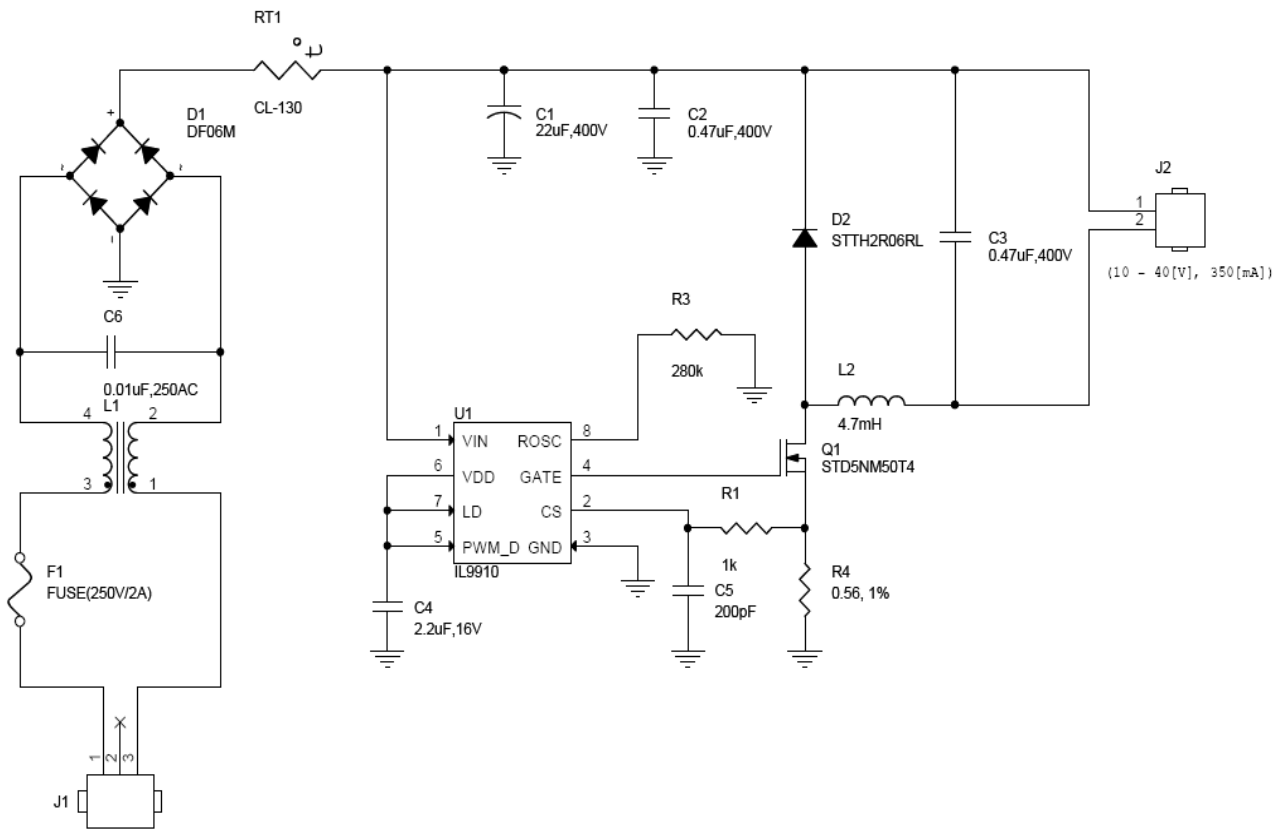 RT1
t
CL-130
D1
DF06M
+
~
~
-
C1
22uF,400V
C2
0.47uF,400V
J2
1
2
(10 - 40[V], 350[mA])
D2
STTH2R06RL
C3
0.47uF,400V
C6
0.01uF,250AC
L1
4
2
3
1
R3
280k
L2
4.7mH
U1
1
VIN
ROSC
8
6
VDD
GATE
4
7
LD
CS
2
5
PWM_D
GND
3
IL9910
Q1
STD5NM50T4
R1
1k
C5
200pF
R4
0.56, 1%
C4
2.2uF,16V
F1
FUSE(250V/2A)
1
2
3
J1